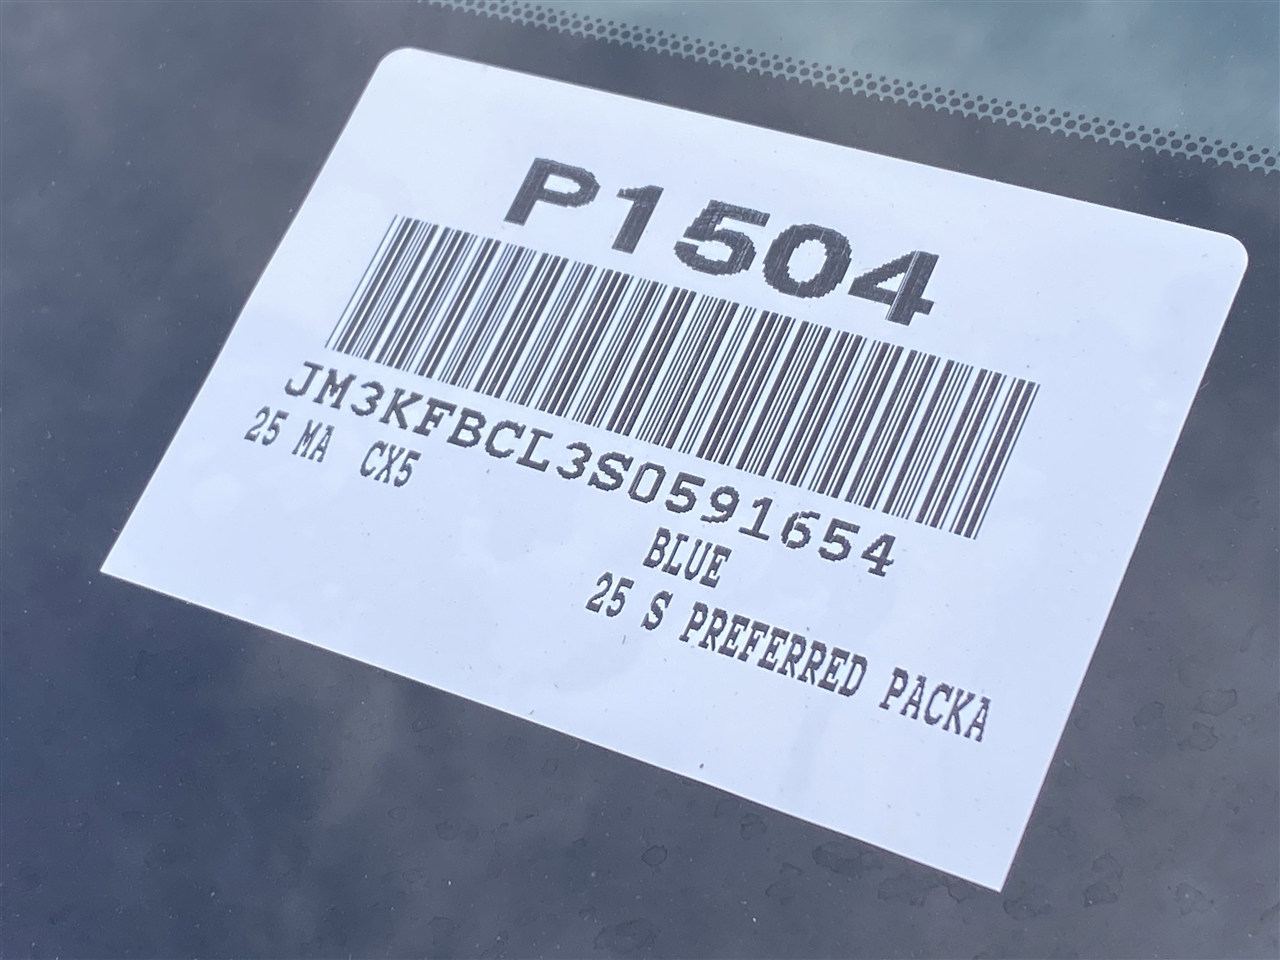 P1504
JM3KFBCL3S0591654
25 MA CX5
BLUE
25 S PREFERRED PACKA